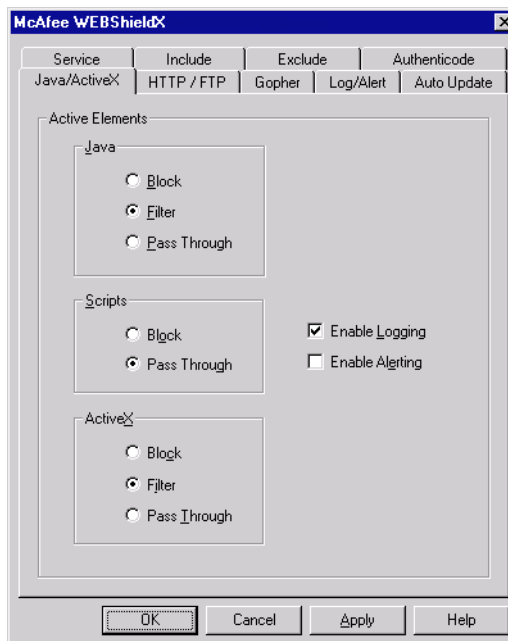 McAfee WEBShieldX
Service Include Exclude Authenticode
Java/ActiveX HTTP / FTP Gopher Log/Alert Auto Update
Active Elements
Java
Block
Filter
Pass Through
Scripts
Block
Pass Through
Enable Logging
Enable Alerting
ActiveX
Block
Filter
Pass Through
OK Cancel Apply Help